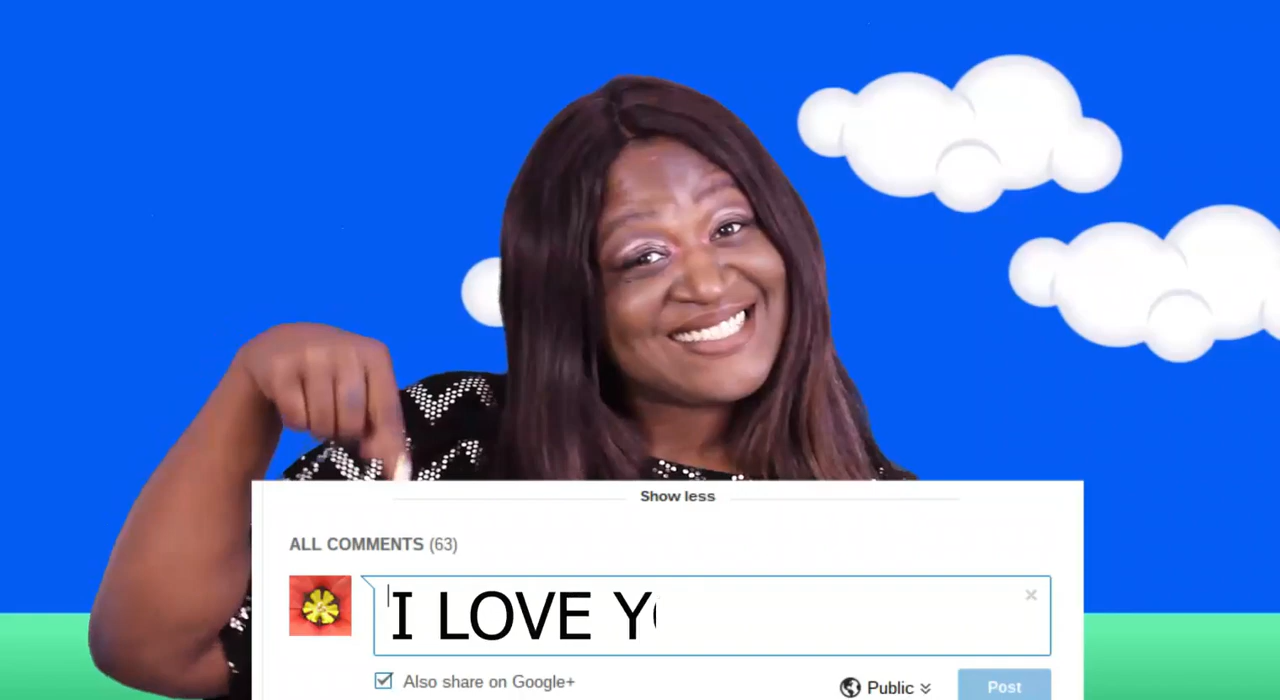 Show less
ALL COMMENTS (63)
I LOVE Y
Also share on Google+
Public
Post